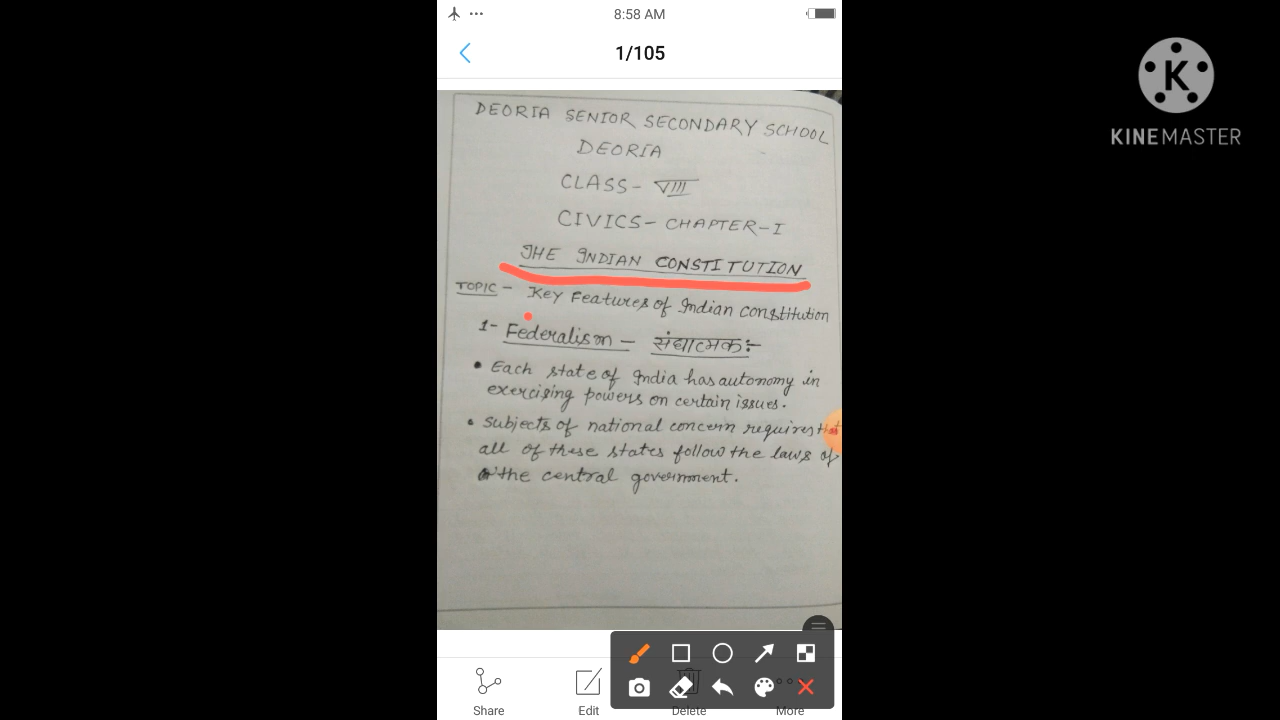 8:58 AM
1/105
KINEMASTER
DEORIA SENIOR SECONDARY SCHOOL
DEORIA
CLASS- VIII
CIVICS- CHAPTER-I
THE INDIAN CONSTITUTION
TOPIC - Key Features of Indian constitution
1- Federalism - संघात्मक:-
• Each state of India has autonomy in
exercising powers on certain issues.
• Subjects of national concern requires that
all of these states follow the laws of
the central government.
Share
Edit
Delete
More